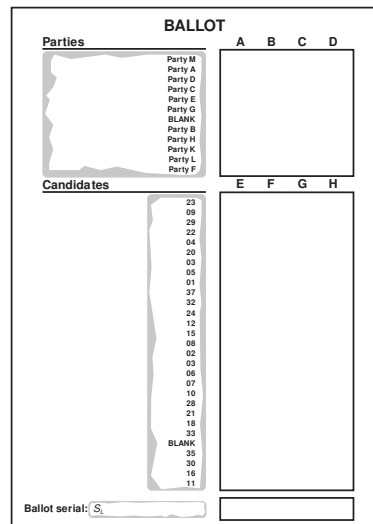 BALLOT
Parties A B C D
Party M
Party A
Party D
Party C
Party E
Party G
BLANK
Party B
Party H
Party K
Party L
Party F
Candidates E F G H
23
09
29
22
04
20
03
05
01
37
32
24
12
15
08
02
03
06
07
10
28
21
18
33
BLANK
35
30
16
11
Ballot serial: SL